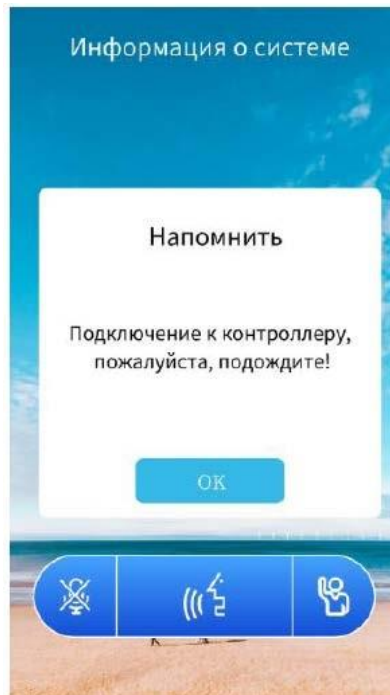 Информация о системе
Напомнить
Подключение к контроллеру,
пожалуйста, подождите!
OK